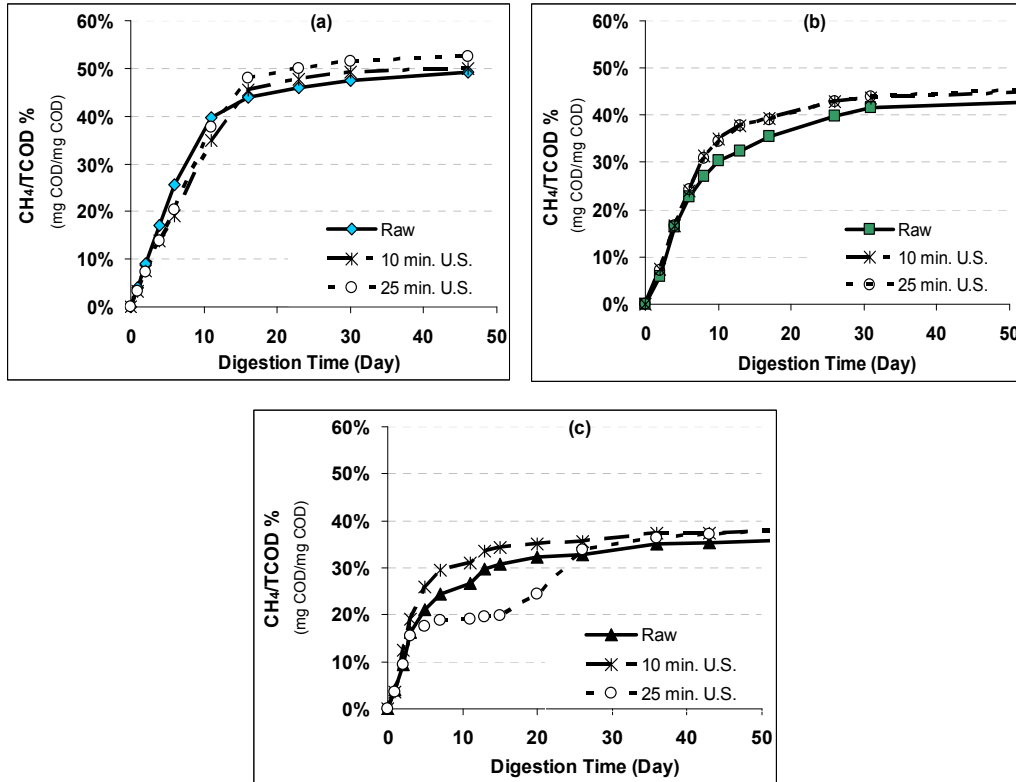 (a)
60%
50%
40%
30%
20%
10%
0%
CH₄/TCOD %
(mg COD/mg COD)
Raw
10 min. U.S.
25 min. U.S.
0 10 20 30 40 50
Digestion Time (Day)
(b)
60%
50%
40%
30%
20%
10%
0%
CH₄/TCOD %
(mg COD/mg COD)
Raw
10 min. U.S.
25 min. U.S.
0 10 20 30 40 50
Digestion Time (Day)
(c)
60%
50%
40%
30%
20%
10%
0%
CH₄/TCOD %
(mg COD/mg COD)
Raw
10 min. U.S.
25 min. U.S.
0 10 20 30 40 50
Digestion Time (Day)